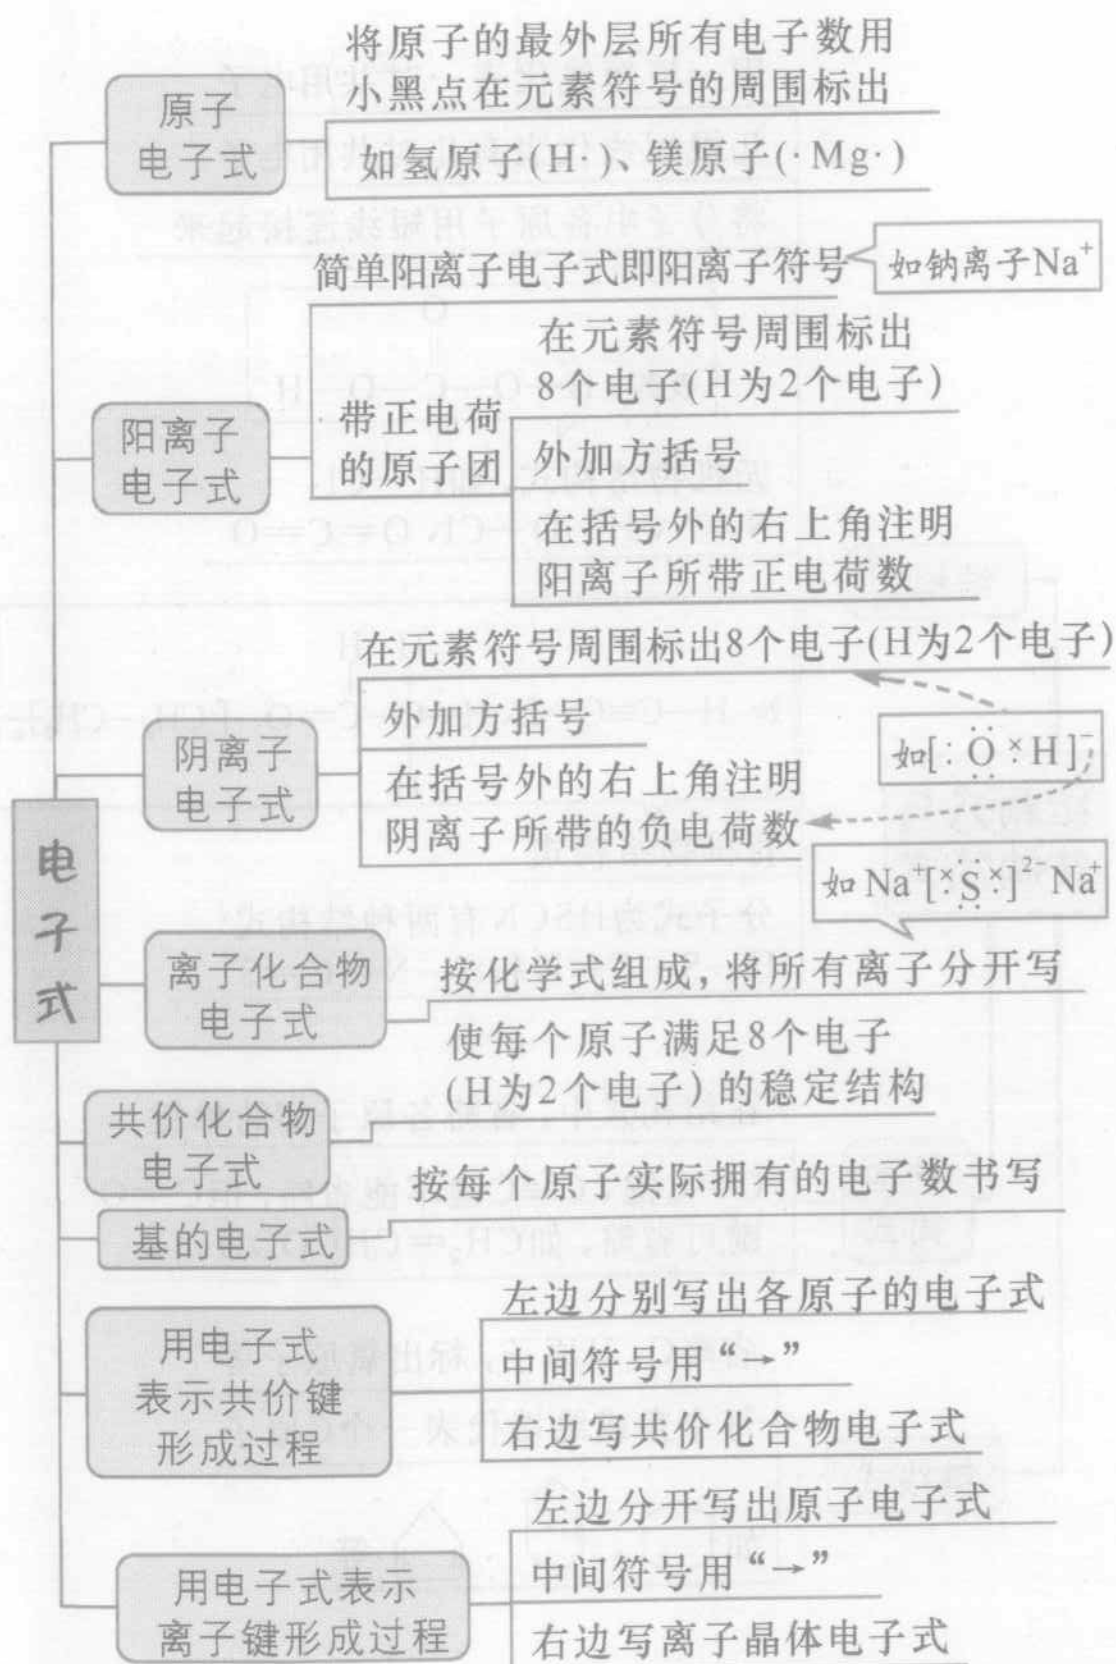 将原子的最外层所有电子数用
小黑点在元素符号的周围标出
原子
电子式
如氢原子(H·)、镁原子(·Mg·)
简单阳离子电子式即阳离子符号
如钠离子Na⁺
在元素符号周围标出
8个电子(H为2个电子)
带正电荷
的原子团
阳离子
电子式
外加方括号
在括号外的右上角注明
阳离子所带正电荷数
在元素符号周围标出8个电子(H为2个电子)
外加方括号
如[:Ö×H]⁻
阴离子
电子式
在括号外的右上角注明
阴离子所带的负电荷数
如 Na⁺[×S×]²⁻ Na⁺
电
子
式
离子化合物
电子式
按化学式组成,将所有离子分开写
使每个原子满足8个电子
(H为2个电子)的稳定结构
共价化合物
电子式
按每个原子实际拥有的电子数书写
基的电子式
左边分别写出各原子的电子式
用电子式
表示共价键
形成过程
中间符号用“→”
右边写共价化合物电子式
左边分开写出原子电子式
用电子式表示
离子键形成过程
中间符号用“→”
右边写离子晶体电子式